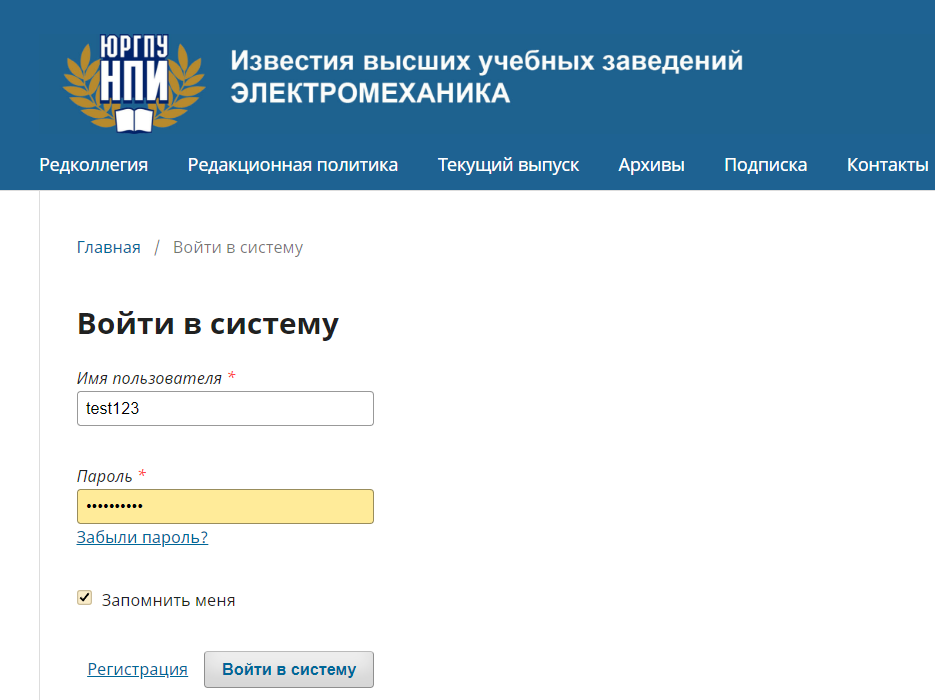 ЮРГПУ
НПИ
Известия высших учебных заведений
ЭЛЕКТРОМЕХАНИКА
Редколлегия Редакционная политика Текущий выпуск Архивы Подписка Контакты
Главная / Войти в систему
Войти в систему
Имя пользователя *
test123
Пароль *
••••••••••
Забыли пароль?
Запомнить меня
Регистрация Войти в систему